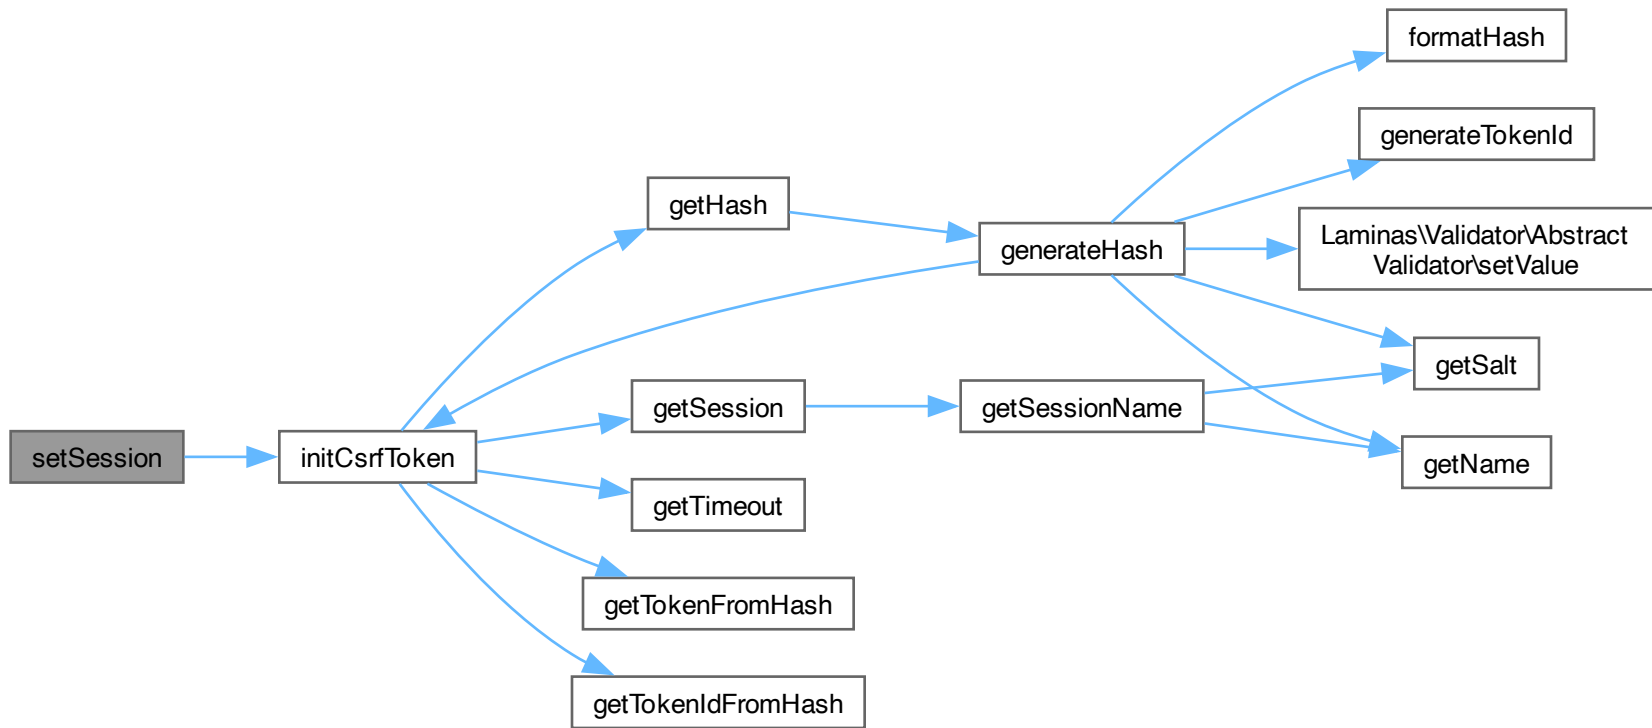 formatHash
generateTokenId
getHash
Laminas\Validator\Abstract
Validator\setValue
generateHash
getSalt
getSession
getSessionName
setSession
initCsrfToken
getName
getTimeout
getTokenFromHash
getTokenIdFromHash